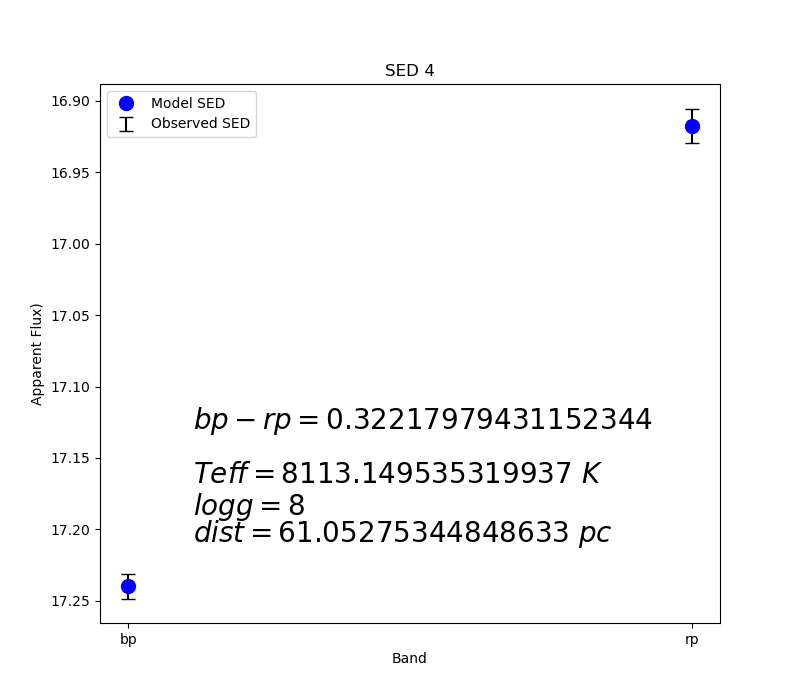 SED 4
Model SED
Observed SED
16.90
16.95
17.00
17.05
17.10
17.15
17.20
17.25
Apparent Flux)
bp − rp = 0.32217979431152344
Teff = 8113.149535319937 K
logg = 8
dist = 61.05275344848633 pc
bp
rp
Band